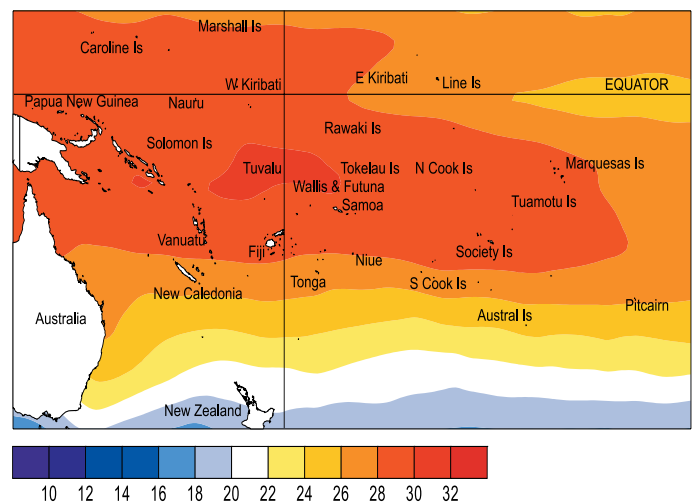 Marshall Is
Caroline Is
W Kiribati
E Kiribati
Line Is
EQUATOR
Papua New Guinea
Nauru
Rawaki Is
Solomon Is
Tuvalu
Tokelau Is
N Cook Is
Marquesas Is
Wallis & Futuna
Samoa
Tuamotu Is
Vanuatu
Fiji
Niue
Society Is
New Caledonia
Tonga
S Cook Is
Pitcairn
Australia
Austral Is
New Zealand
10 12 14 16 18 20 22 24 26 28 30 32